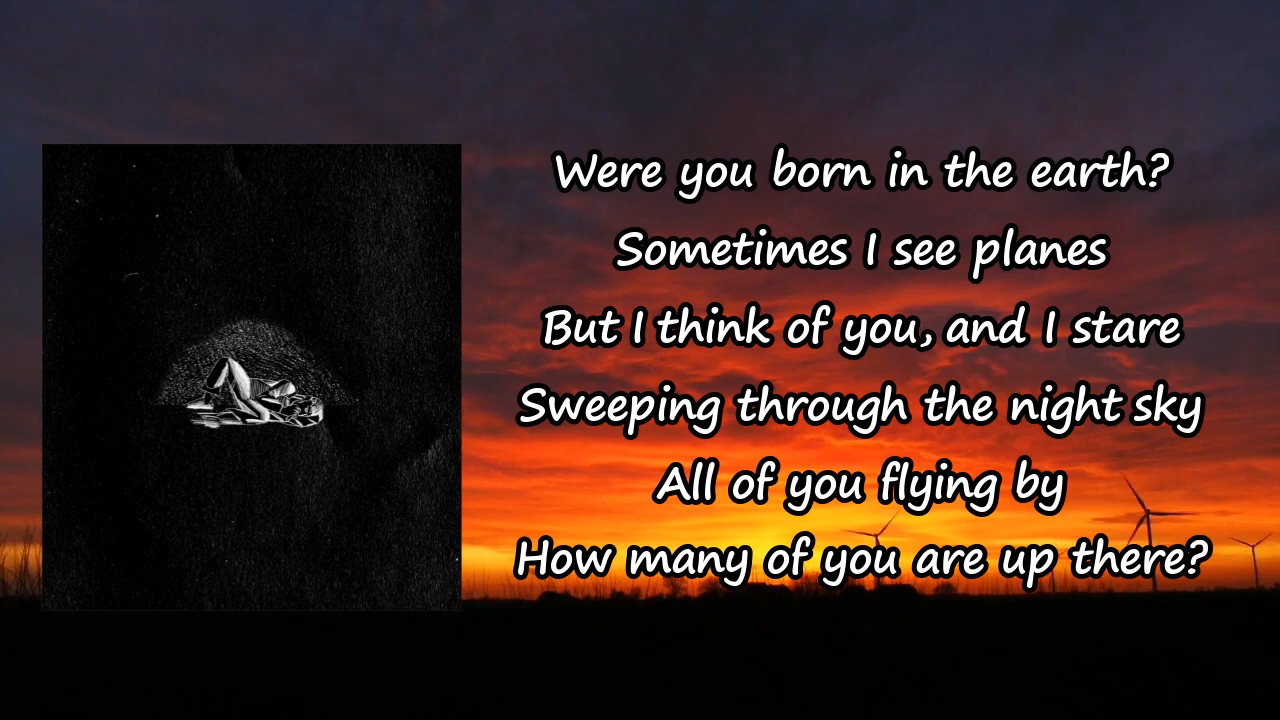 Were you born in the earth?
Sometimes I see planes
But I think of you, and I stare
Sweeping through the night sky
All of you flying by
How many of you are up there?